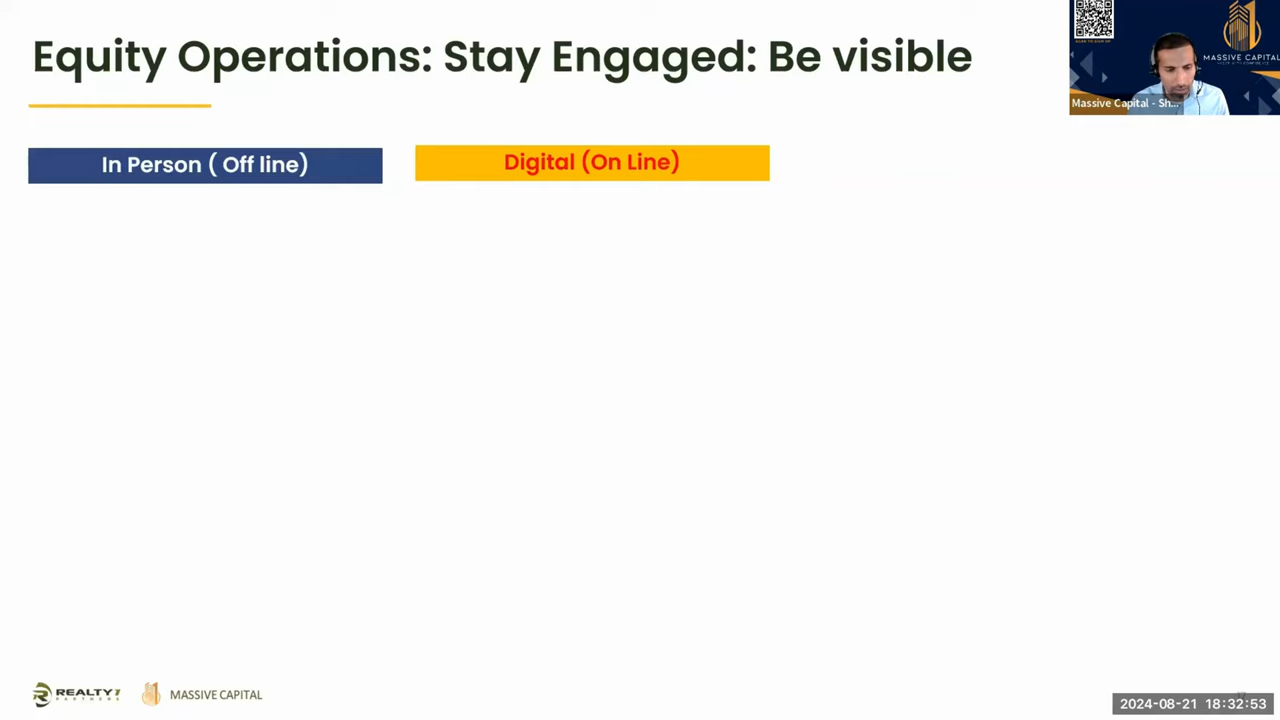 Equity Operations: Stay Engaged: Be visible
MASSIVE CAPITAL
Massive Capital - Sh...
In Person ( Off line)
Digital (On Line)
REALTY
PARTNERS
MASSIVE CAPITAL
2024-08-21 18:32:53